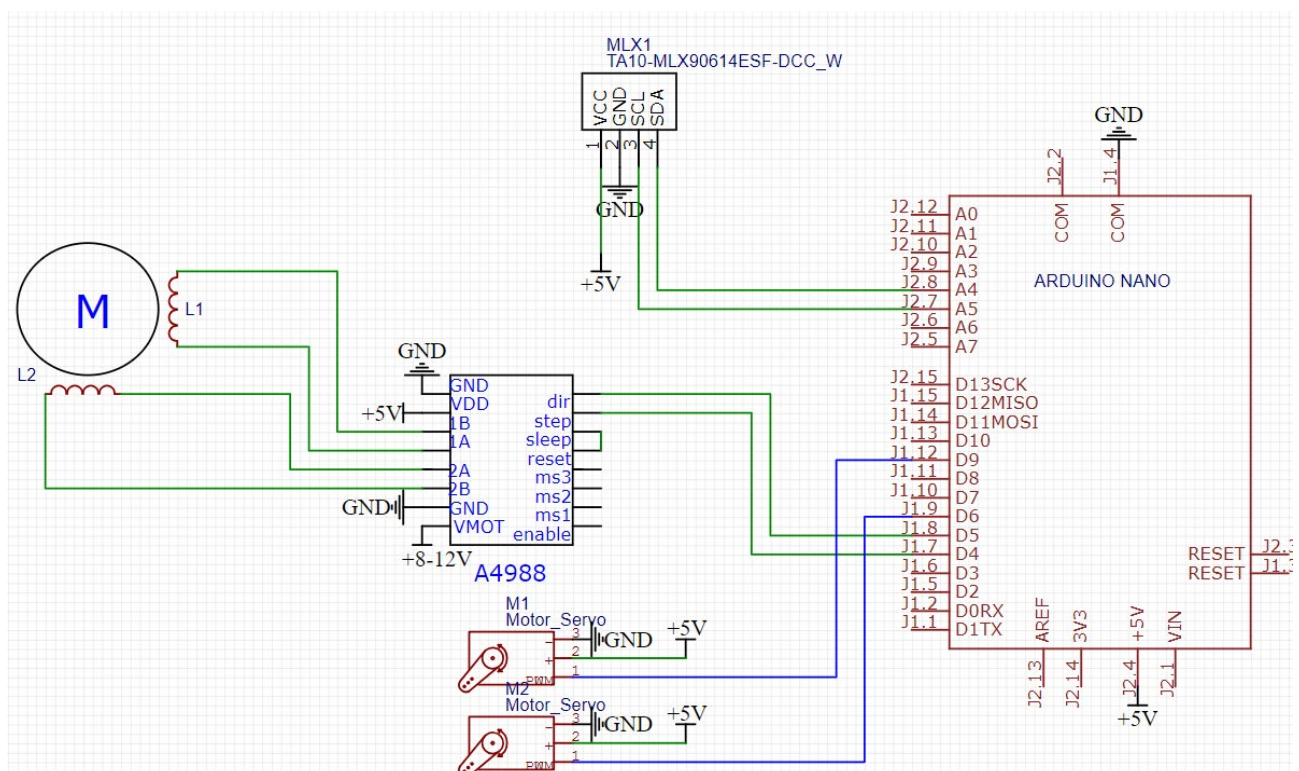 MLX1
TA10-MLX90614ESF-DCC_W
VCC
GND
SCL
SDA
1
2
3
4
GND
+5V
GND
J2.2
J1.4
COM
COM
ARDUINO NANO
J2.12 A0
J2.11 A1
J2.10 A2
J2.9 A3
J2.8 A4
J2.7 A5
J2.6 A6
J2.5 A7
J2.15 D13SCK
J1.15 D12MISO
J1.14 D11MOSI
J1.13 D10
J1.12 D9
J1.11 D8
J1.10 D7
J1.9 D6
J1.8 D5
J1.7 D4
J1.6 D3
J1.5 D2
J1.2 D0RX
J1.1 D1TX
RESET J2.3
RESET J1.3
AREF
3V3
+5V
VIN
J2.13
J2.14
J2.4
J2.1
+5V
M
L1
L2
GND
+5V
GND
+8-12V
GND
VDD
1B
1A
2A
2B
GND
VMOT
dir
step
sleep
reset
ms3
ms2
ms1
enable
A4988
M1
Motor_Servo
- 3
+ 2
PWM 1
GND
+5V
M2
Motor_Servo
- 3
+ 2
PWM 1
GND
+5V